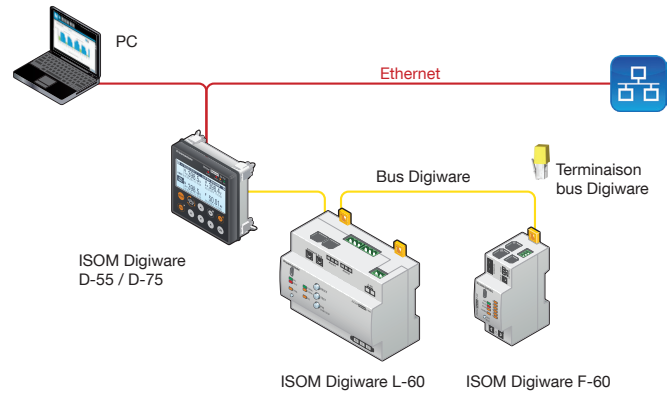 PC
Ethernet
Bus Digiware
Terminaison
bus Digiware
ISOM Digiware
D-55 / D-75
ISOM Digiware L-60
ISOM Digiware F-60